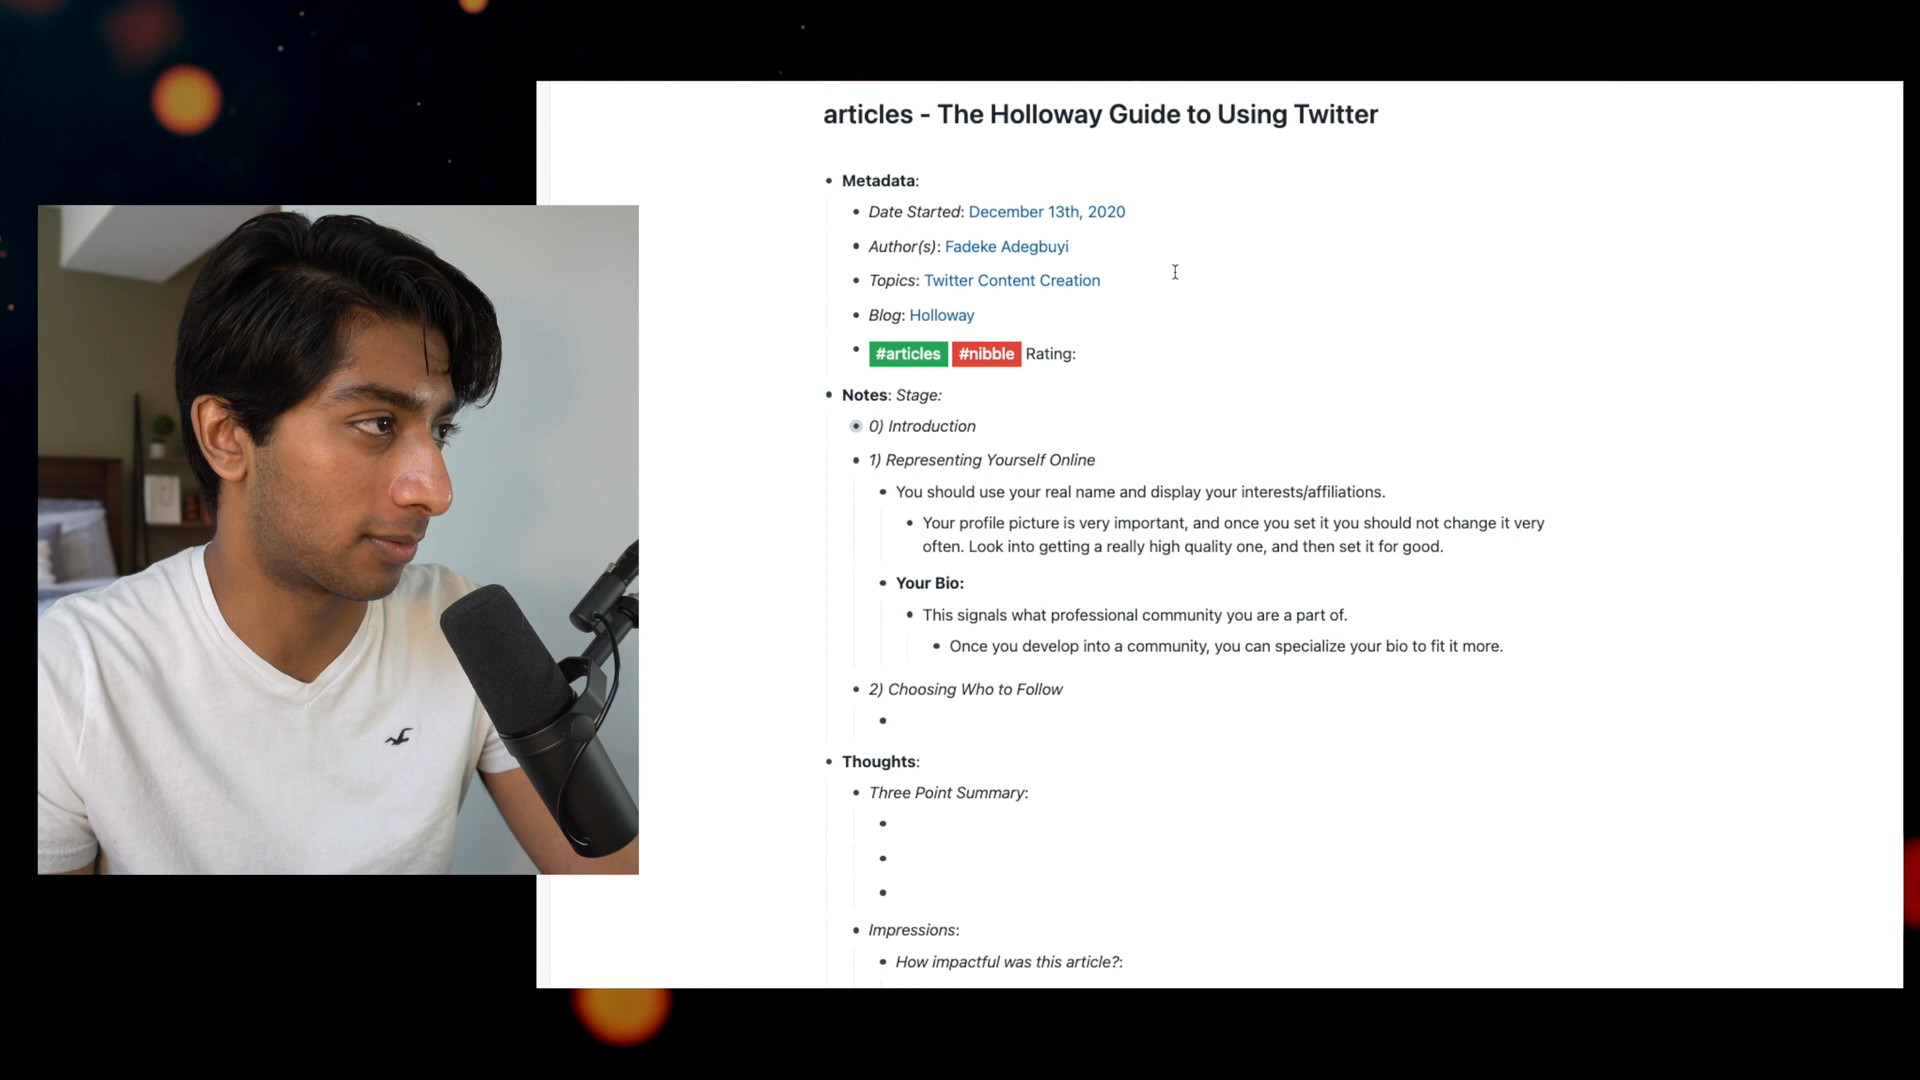 articles - The Holloway Guide to Using Twitter
Metadata:
Date Started: December 13th, 2020
Author(s): Fadeke Adegbuyi
Topics: Twitter Content Creation
Blog: Holloway
#articles #nibble Rating:
Notes: Stage:
0) Introduction
1) Representing Yourself Online
You should use your real name and display your interests/affiliations.
Your profile picture is very important, and once you set it you should not change it very
often. Look into getting a really high quality one, and then set it for good.
Your Bio:
This signals what professional community you are a part of.
Once you develop into a community, you can specialize your bio to fit it more.
2) Choosing Who to Follow
Thoughts:
Three Point Summary:
Impressions:
How impactful was this article?: